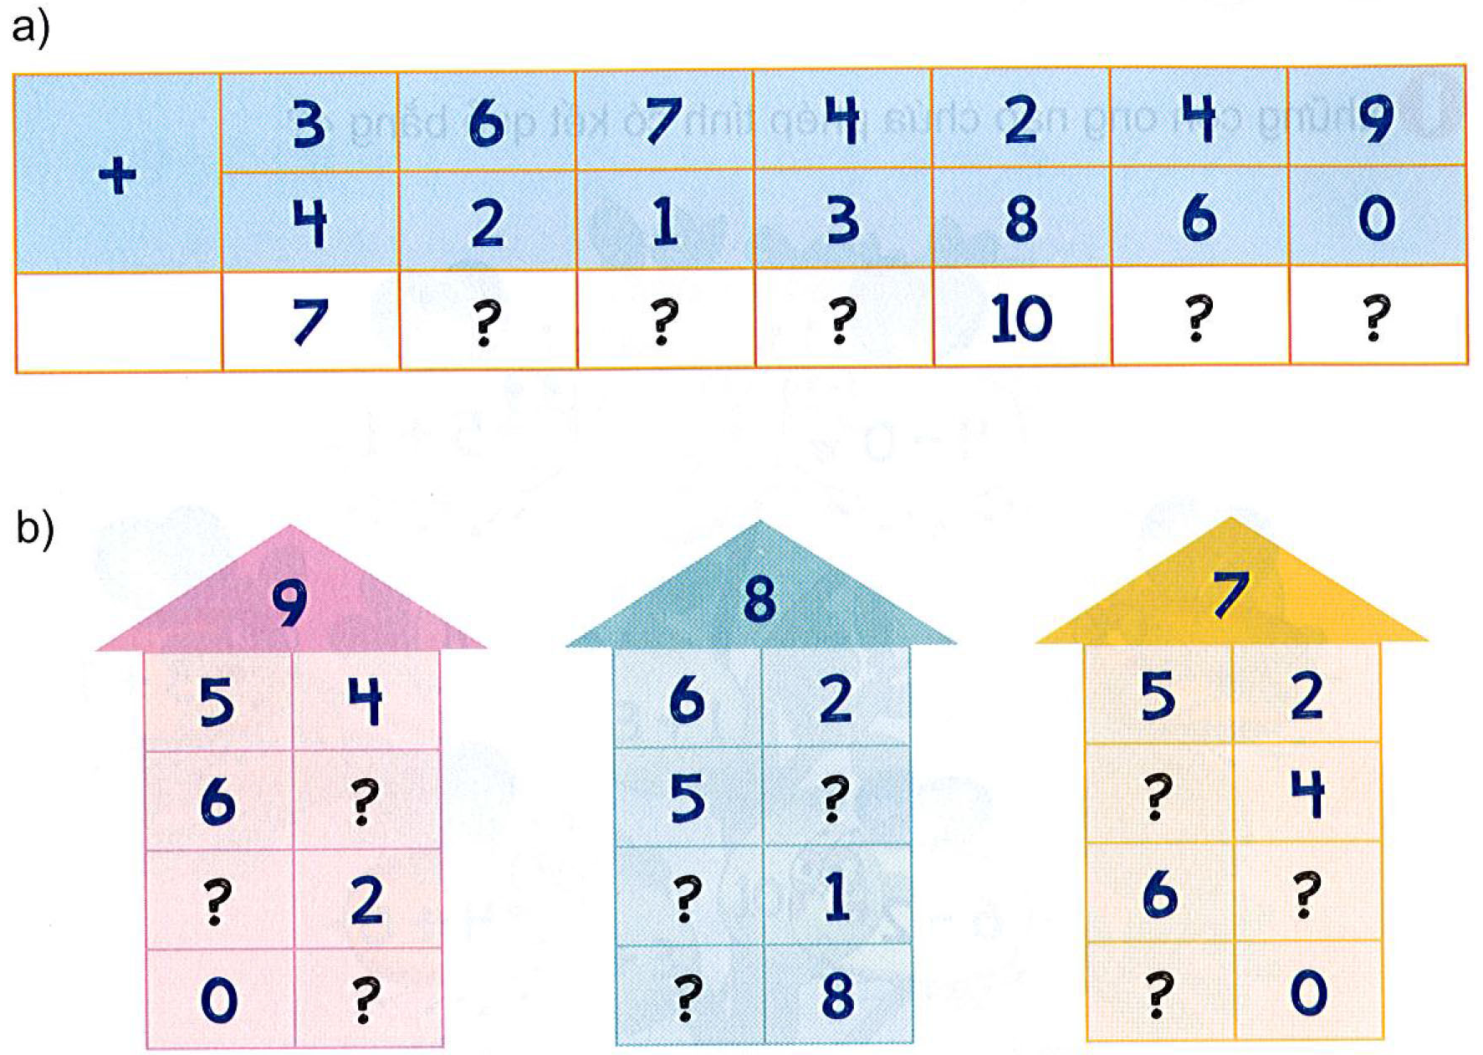 a)
+ 3 6 7 4 2 4 9
4 2 1 3 8 6 0
7 ? ? ? 10 ? ?
b)
9 8 7
5 4 6 2 5 2
6 ? 5 ? ? 4
? 2 ? 1 6 ?
0 ? ? 8 ? 0